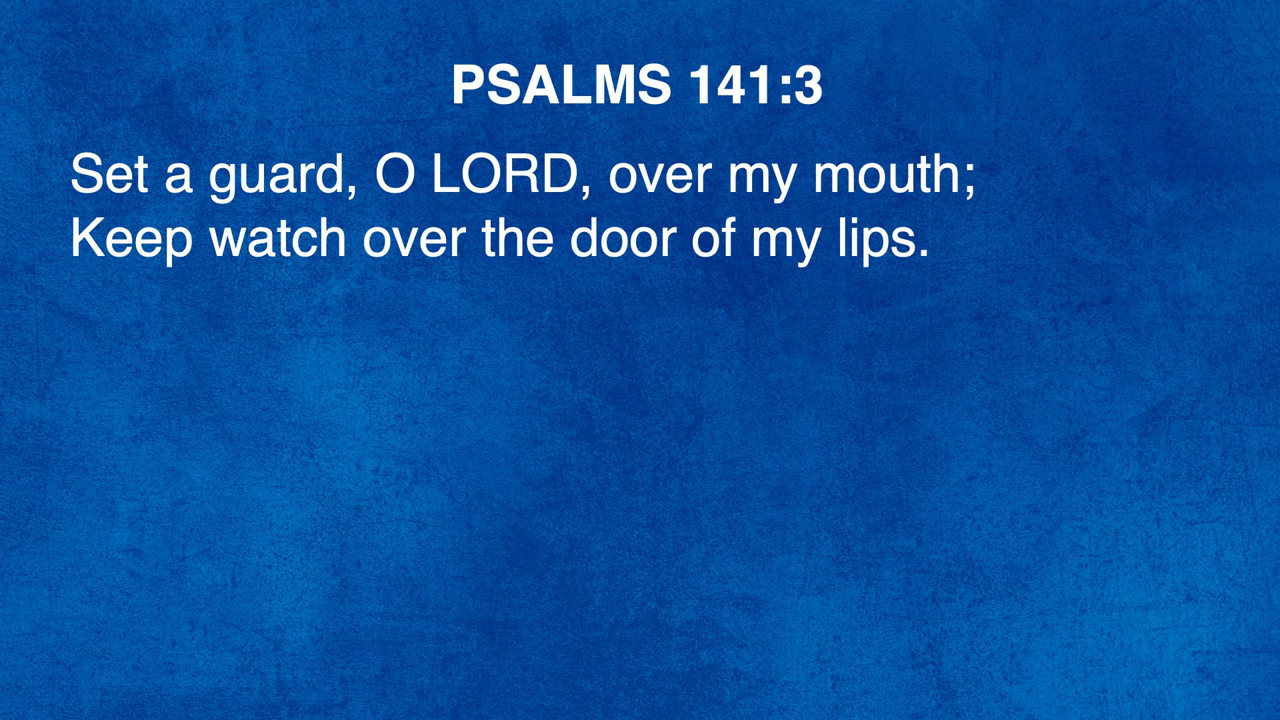 PSALMS 141:3
Set a guard, O LORD, over my mouth;
Keep watch over the door of my lips.